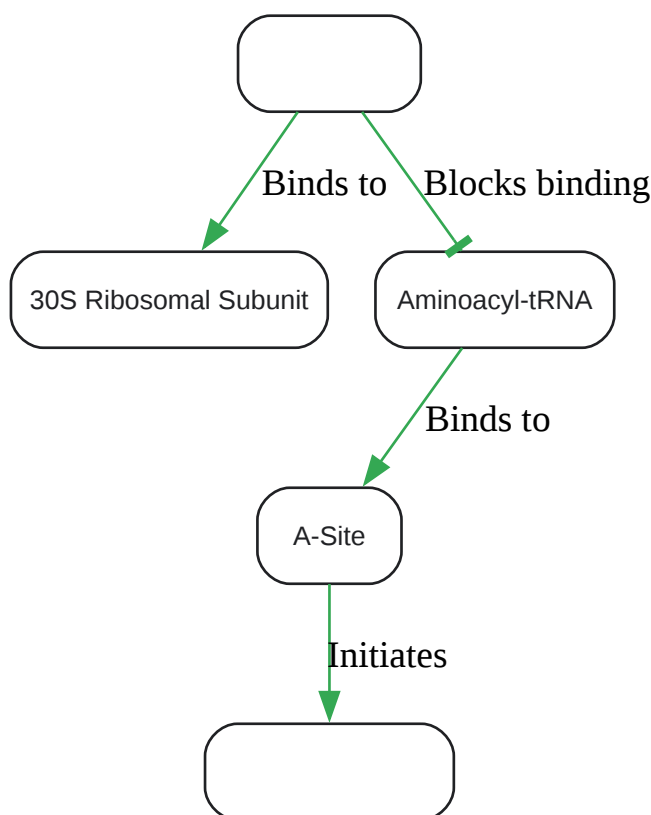 Binds to
Blocks binding
30S Ribosomal Subunit
Aminoacyl-tRNA
Binds to
A-Site
Initiates